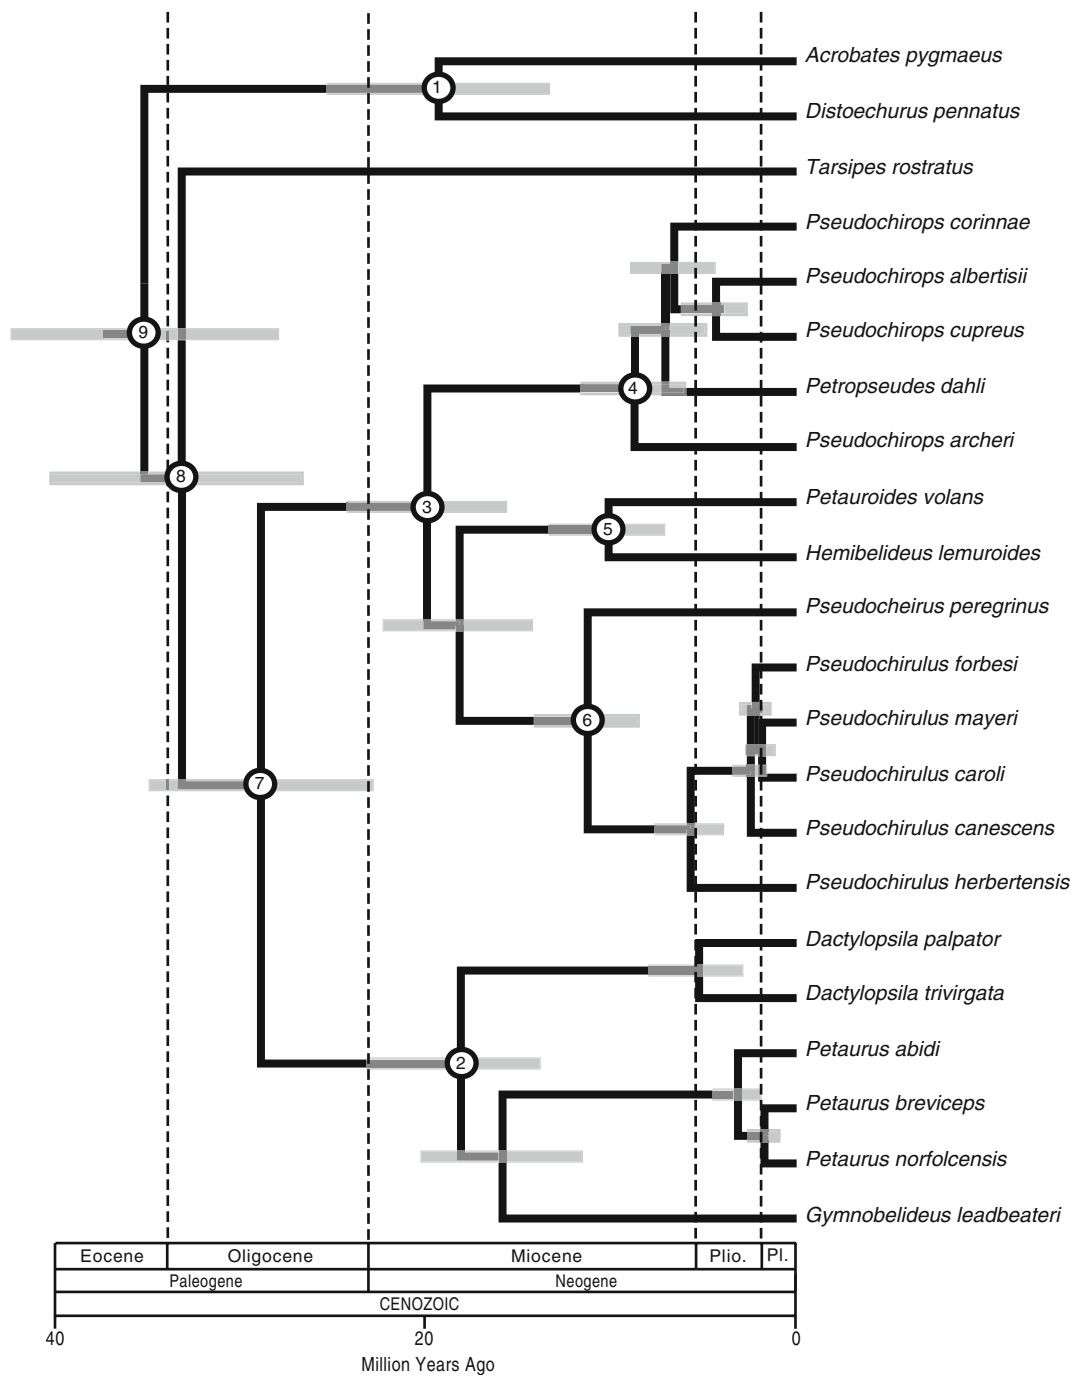 Acrobates pygmaeus
1
Distoechurus pennatus
Tarsipes rostratus
Pseudochirops corinnae
Pseudochirops albertisii
9
Pseudochirops cupreus
4
Petropseudes dahli
Pseudochirops archeri
8
Petauroides volans
3
5
Hemibelideus lemuroides
Pseudocheirus peregrinus
Pseudochirulus forbesi
6
Pseudochirulus mayeri
7
Pseudochirulus caroli
Pseudochirulus canescens
Pseudochirulus herbertensis
Dactylopsila palpator
Dactylopsila trivirgata
2
Petaurus abidi
Petaurus breviceps
Petaurus norfolcensis
Gymnobelideus leadbeateri
Eocene Oligocene Miocene Plio. Pl.
Paleogene Neogene
CENOZOIC
40 20 0
Million Years Ago